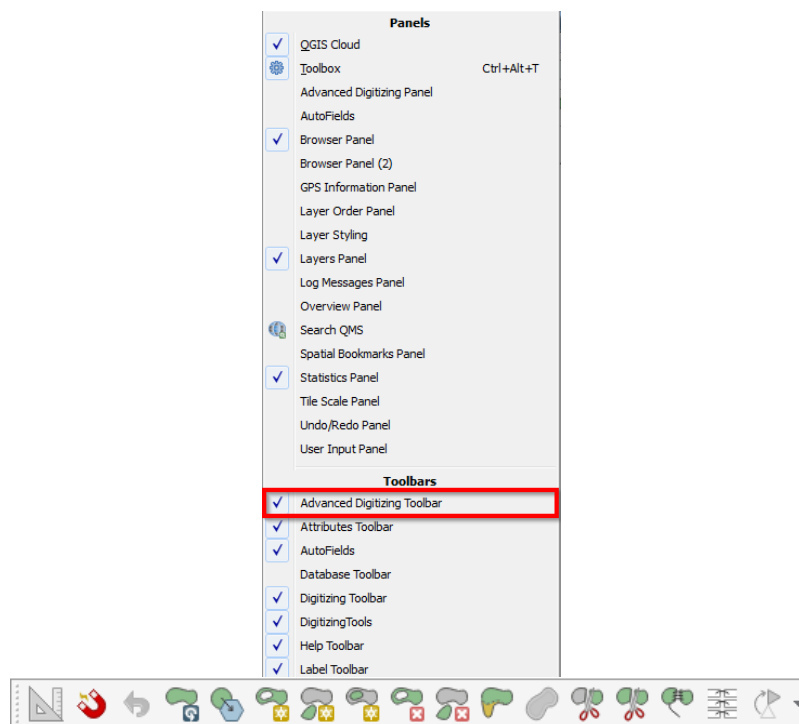 Panels
QGIS Cloud
Toolbox Ctrl+Alt+T
Advanced Digitizing Panel
AutoFields
Browser Panel
Browser Panel (2)
GPS Information Panel
Layer Order Panel
Layer Styling
Layers Panel
Log Messages Panel
Overview Panel
Search QMS
Spatial Bookmarks Panel
Statistics Panel
Tile Scale Panel
Undo/Redo Panel
User Input Panel
Toolbars
Advanced Digitizing Toolbar
Attributes Toolbar
AutoFields
Database Toolbar
Digitizing Toolbar
DigitizingTools
Help Toolbar
Label Toolbar